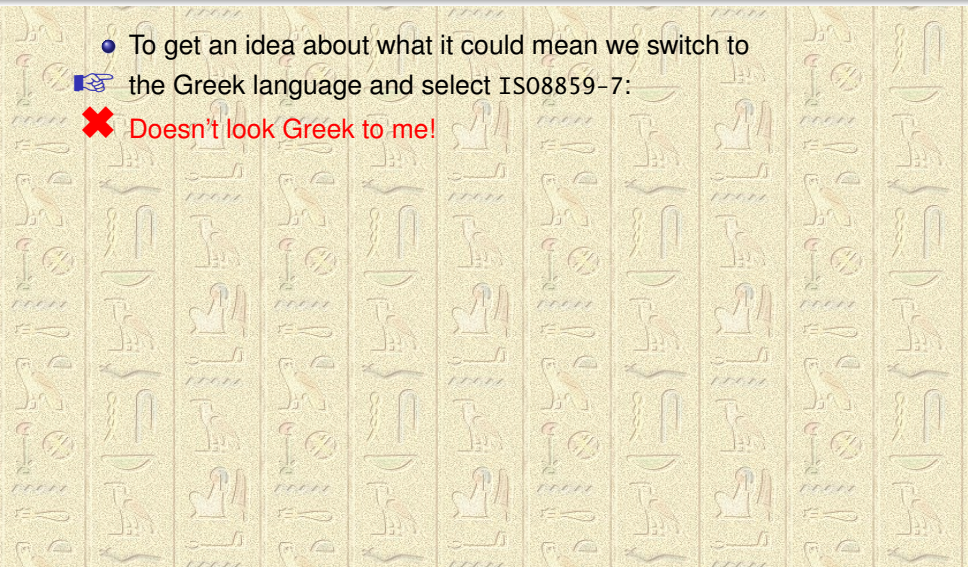 • To get an idea about what it could mean we switch to
☞ the Greek language and select ISO8859-7:
✖ Doesn't look Greek to me!